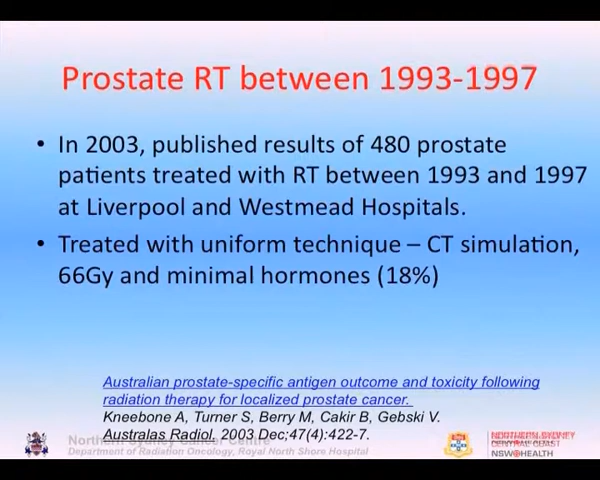 Prostate RT between 1993-1997
• In 2003, published results of 480 prostate
patients treated with RT between 1993 and 1997
at Liverpool and Westmead Hospitals.
• Treated with uniform technique – CT simulation,
66Gy and minimal hormones (18%)
Australian prostate-specific antigen outcome and toxicity following
radiation therapy for localized prostate cancer.
Kneebone A, Turner S, Berry M, Cakir B, Gebski V.
Australas Radiol. 2003 Dec;47(4):422-7.
Northern Sydney Cancer Centre
Department of Radiation Oncology, Royal North Shore Hospital
NORTHERN SYDNEY
CENTRAL COAST
NSW HEALTH